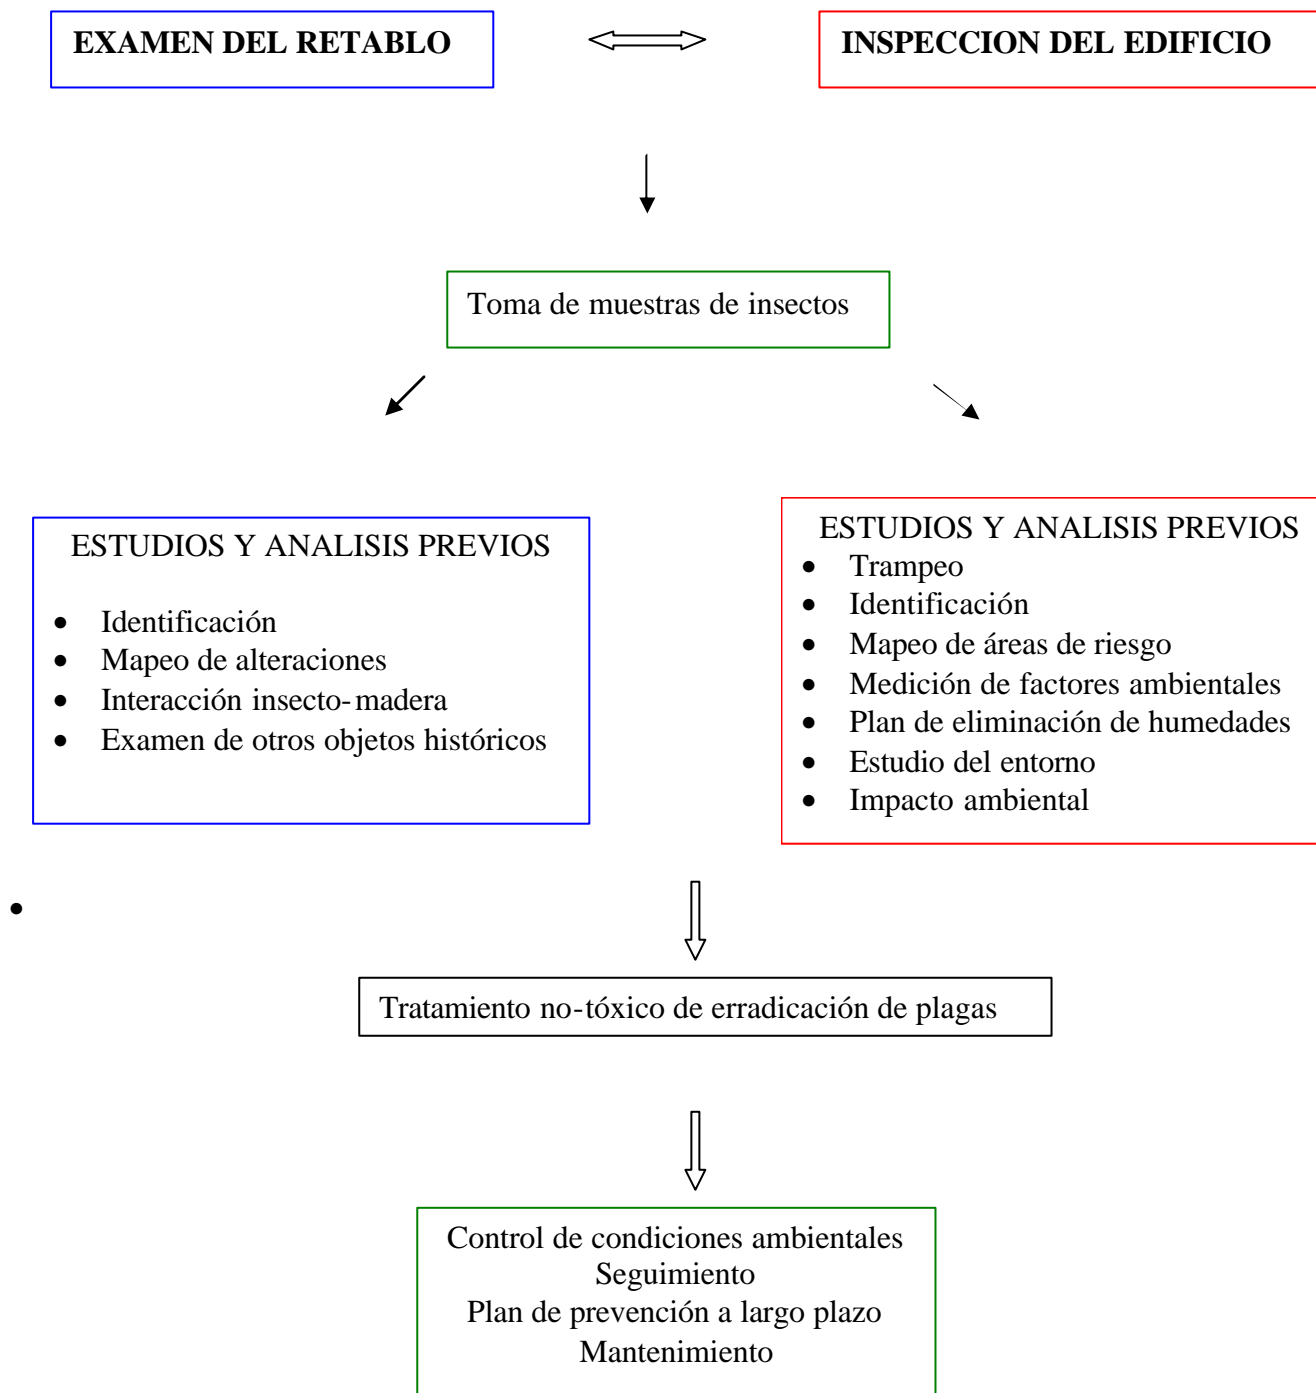 EXAMEN DEL RETABLO
INSPECCION DEL EDIFICIO
Toma de muestras de insectos
ESTUDIOS Y ANALISIS PREVIOS
• Identificación
• Mapeo de alteraciones
• Interacción insecto-madera
• Examen de otros objetos históricos
ESTUDIOS Y ANALISIS PREVIOS
• Trampeo
• Identificación
• Mapeo de áreas de riesgo
• Medición de factores ambientales
• Plan de eliminación de humedades
• Estudio del entorno
• Impacto ambiental
•
Tratamiento no-tóxico de erradicación de plagas
Control de condiciones ambientales
Seguimiento
Plan de prevención a largo plazo
Mantenimiento